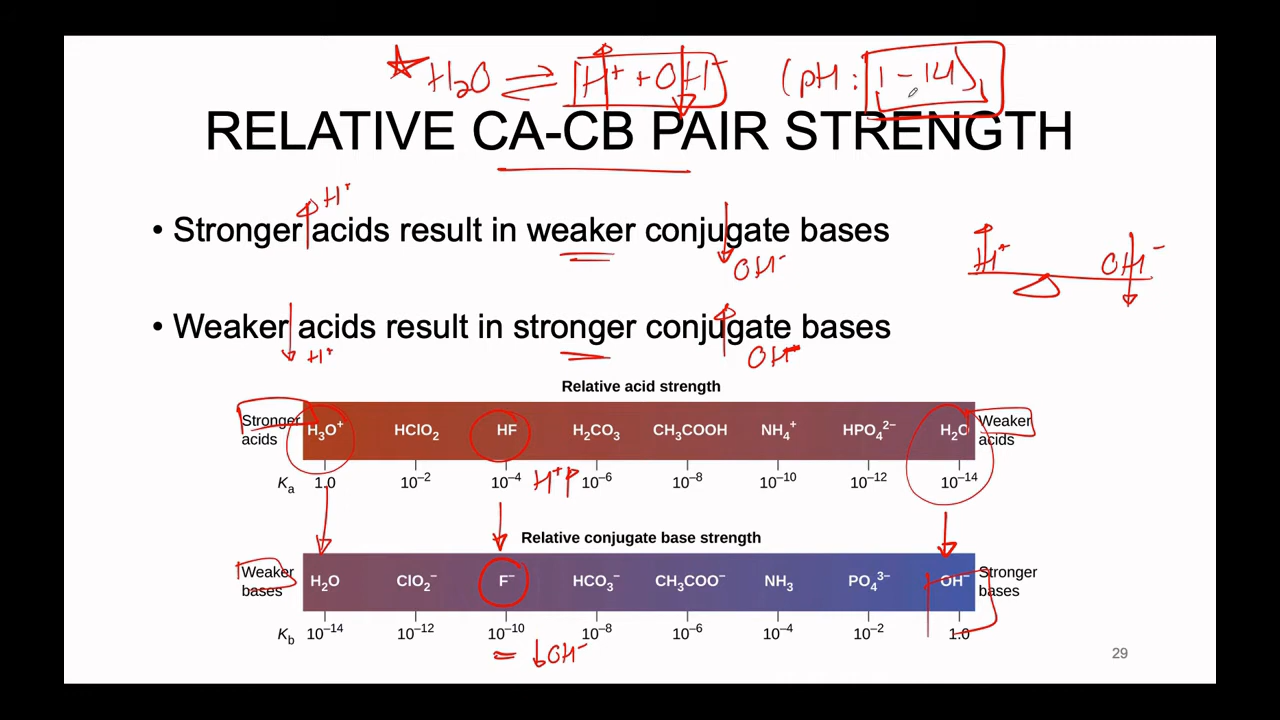 ★ H₂O ⇌ [H⁺ + OH⁻] (pH: 1-14)
RELATIVE CA-CB PAIR STRENGTH
H⁺
• Stronger acids result in weaker conjugate bases
OH⁻
H⁺ OH⁻
• Weaker acids result in stronger conjugate bases
H⁺ OH⁻
Relative acid strength
Stronger acids H₃O⁺ HClO₂ HF H₂CO₃ CH₃COOH NH₄⁺ HPO₄²⁻ H₂O Weaker acids
Kₐ 1.0 10⁻² 10⁻⁴ 10⁻⁶ 10⁻⁸ 10⁻¹⁰ 10⁻¹² 10⁻¹⁴
Relative conjugate base strength
Weaker bases H₂O ClO₂⁻ F⁻ HCO₃⁻ CH₃COO⁻ NH₃ PO₄³⁻ OH⁻ Stronger bases
K_b 10⁻¹⁴ 10⁻¹² 10⁻¹⁰ 10⁻⁸ 10⁻⁶ 10⁻⁴ 10⁻² 1.0
= ↓OH⁻
29